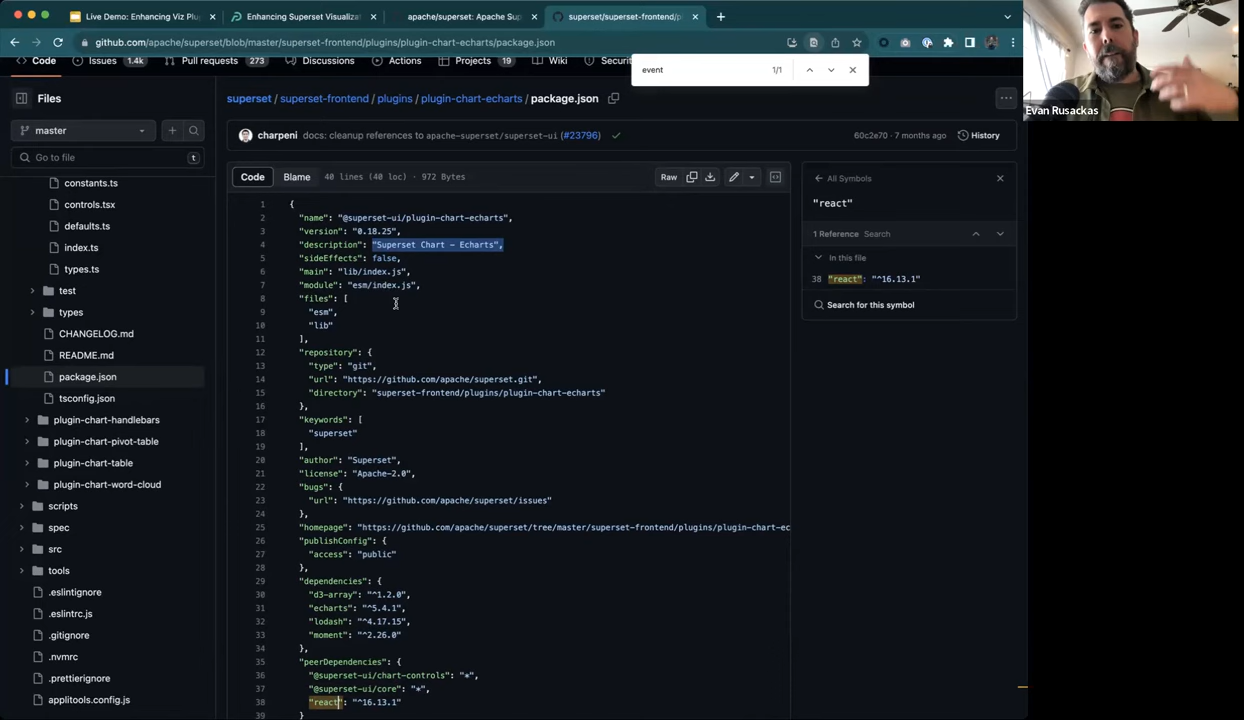 Live Demo: Enhancing Viz Plu
Enhancing Superset Visualizat
apache/superset: Apache Sup
superset/superset-frontend/p
github.com/apache/superset/blob/master/superset-frontend/plugins/plugin-chart-echarts/package.json
Code
Issues 1.4k
Pull requests 273
Discussions
Actions
Projects 19
Wiki
Securi
event
1/1
Evan Rusackas
Files
master
Go to file
t
constants.ts
controls.tsx
defaults.ts
index.ts
types.ts
test
types
CHANGELOG.md
README.md
package.json
tsconfig.json
plugin-chart-handlebars
plugin-chart-pivot-table
plugin-chart-table
plugin-chart-word-cloud
scripts
spec
src
tools
.eslintignore
.eslintrc.js
.gitignore
.nvmrc
.prettierignore
applitools.config.js
superset / superset-frontend / plugins / plugin-chart-echarts / package.json
charpeni docs: cleanup references to apache-superset/superset-ui (#23796)
60c2e70 · 7 months ago
History
Code
Blame
40 lines (40 loc) · 972 Bytes
Raw
1 {
2 "name": "@superset-ui/plugin-chart-echarts",
3 "version": "0.18.25",
4 "description": "Superset Chart - Echarts",
5 "sideEffects": false,
6 "main": "lib/index.js",
7 "module": "esm/index.js",
8 "files": [
9 "esm",
10 "lib"
11 ],
12 "repository": {
13 "type": "git",
14 "url": "https://github.com/apache/superset.git",
15 "directory": "superset-frontend/plugins/plugin-chart-echarts"
16 },
17 "keywords": [
18 "superset"
19 ],
20 "author": "Superset",
21 "license": "Apache-2.0",
22 "bugs": {
23 "url": "https://github.com/apache/superset/issues"
24 },
25 "homepage": "https://github.com/apache/superset/tree/master/superset-frontend/plugins/plugin-chart-ec
26 "publishConfig": {
27 "access": "public"
28 },
29 "dependencies": {
30 "d3-array": "^1.2.0",
31 "echarts": "^5.4.1",
32 "lodash": "^4.17.15",
33 "moment": "^2.26.0"
34 },
35 "peerDependencies": {
36 "@superset-ui/chart-controls": "*",
37 "@superset-ui/core": "*",
38 "react": "^16.13.1"
39 }
All Symbols
"react"
1 Reference Search
In this file
38 "react": "^16.13.1"
Search for this symbol